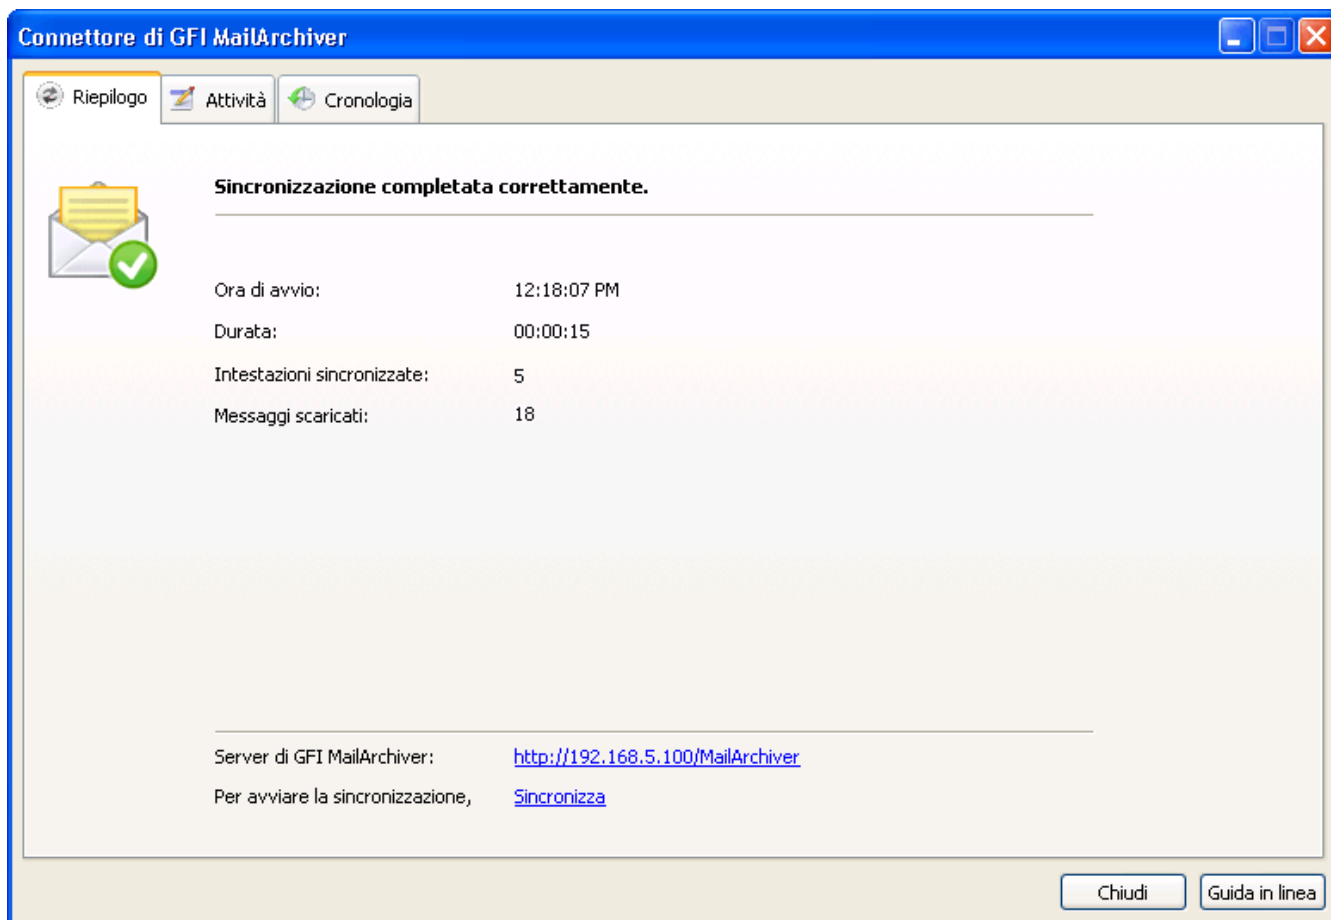 Connettore di GFI MailArchiver
Riepilogo Attività Cronologia
Sincronizzazione completata correttamente.
Ora di avvio: 12:18:07 PM
Durata: 00:00:15
Intestazioni sincronizzate: 5
Messaggi scaricati: 18
Server di GFI MailArchiver: http://192.168.5.100/MailArchiver
Per avviare la sincronizzazione, Sincronizza
Chiudi Guida in linea